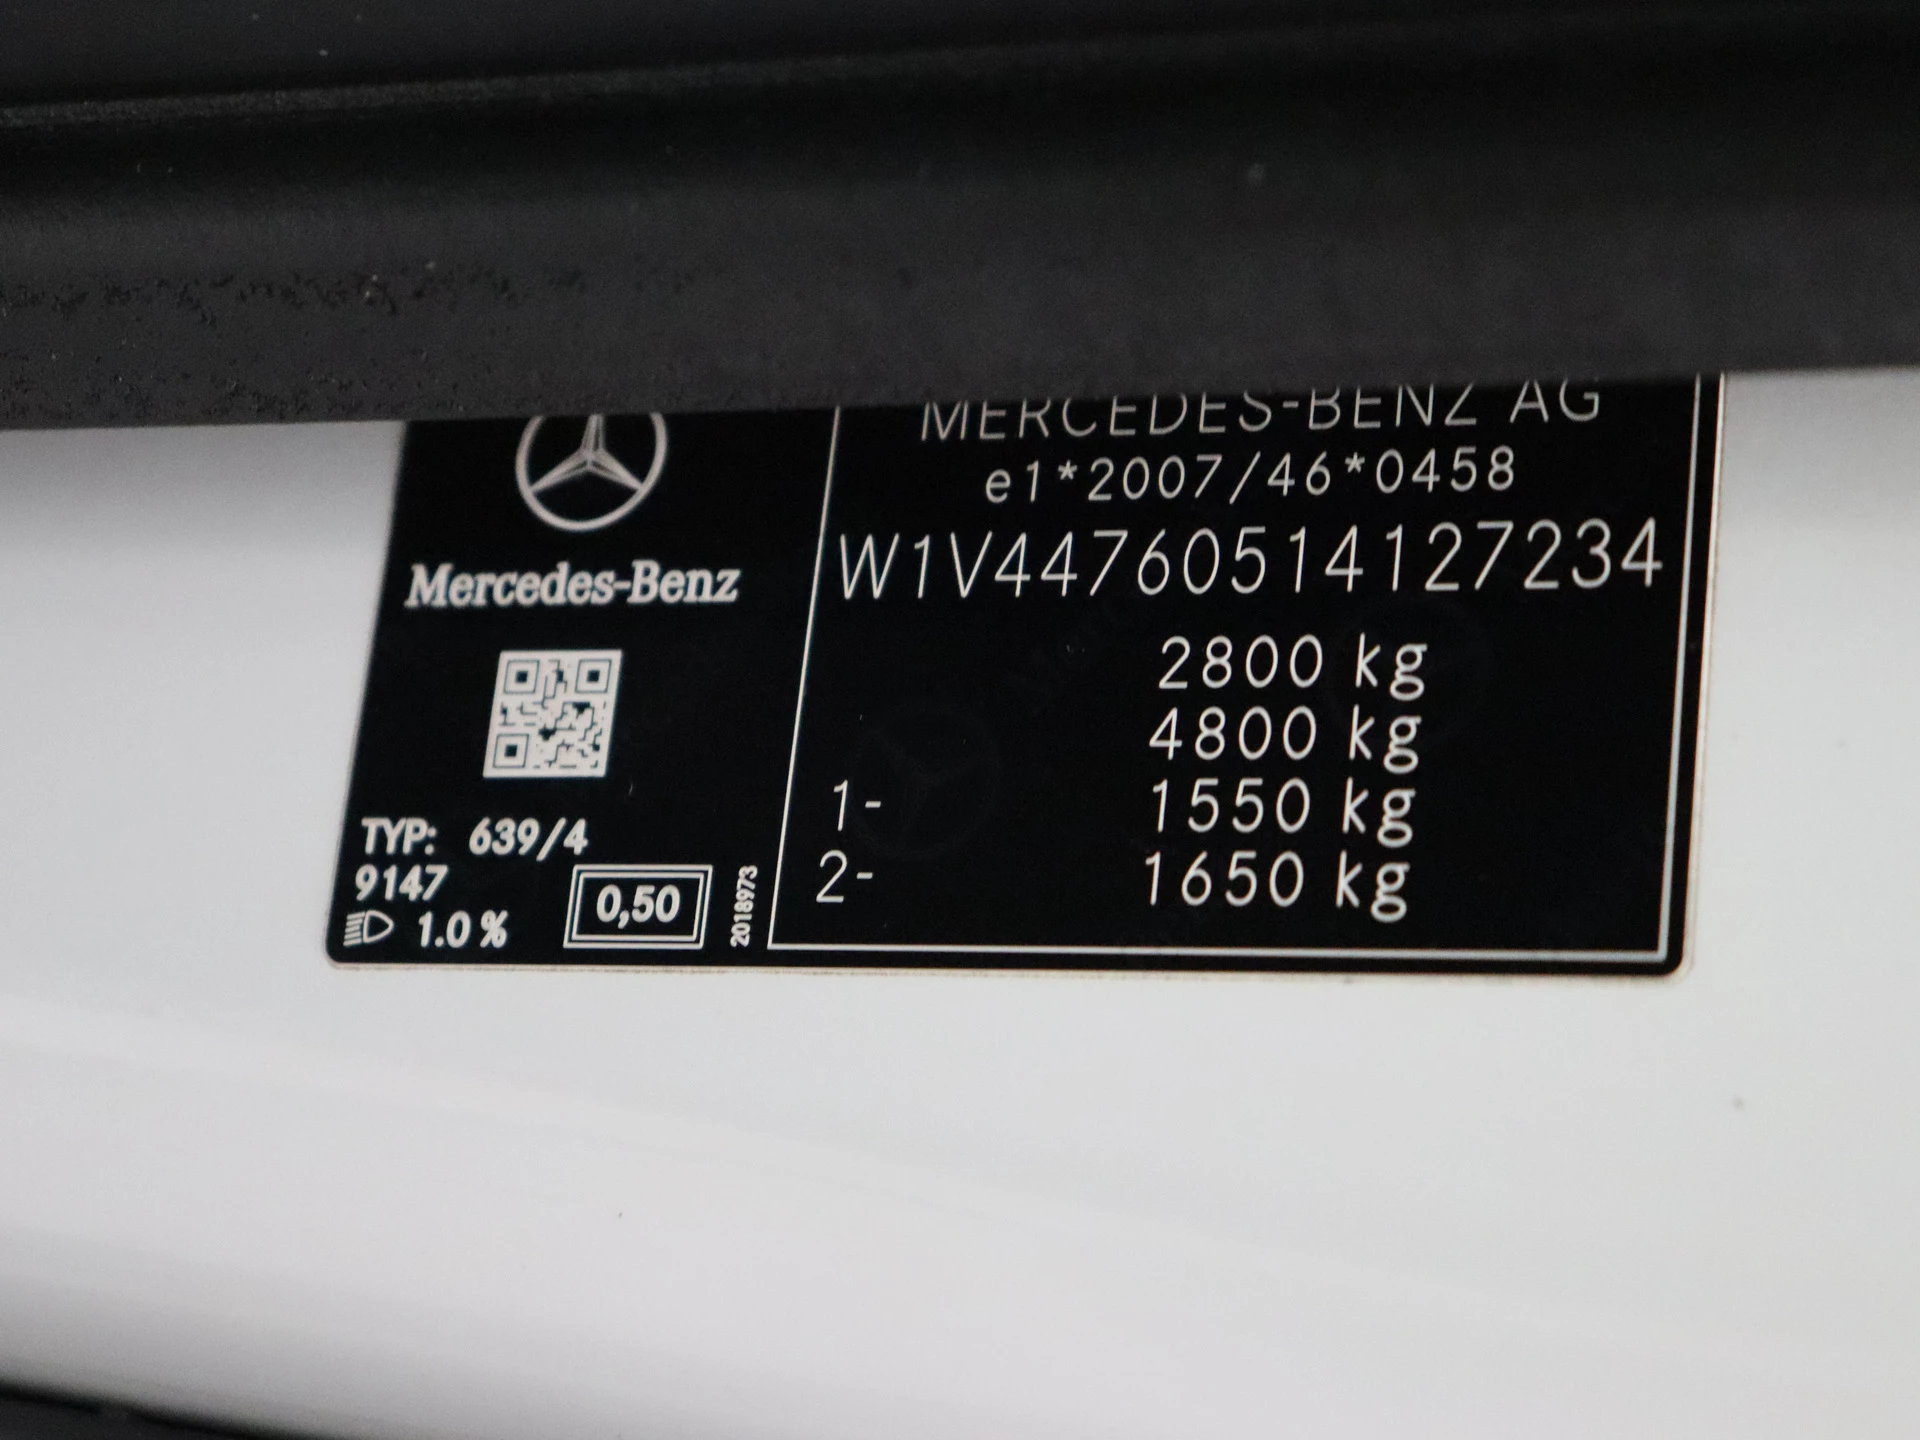 MERCEDES-BENZ AG
e1*2007/46*0458
W1V44760514127234
2800 kg
4800 kg
1- 1550 kg
2- 1650 kg
Mercedes-Benz
TYP: 639/4
9147
1.0 %
0,50
2018973